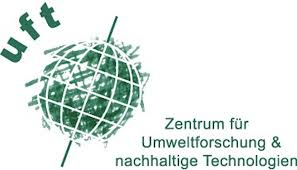 uft
Zentrum für
Umweltforschung &
nachhaltige Technologien